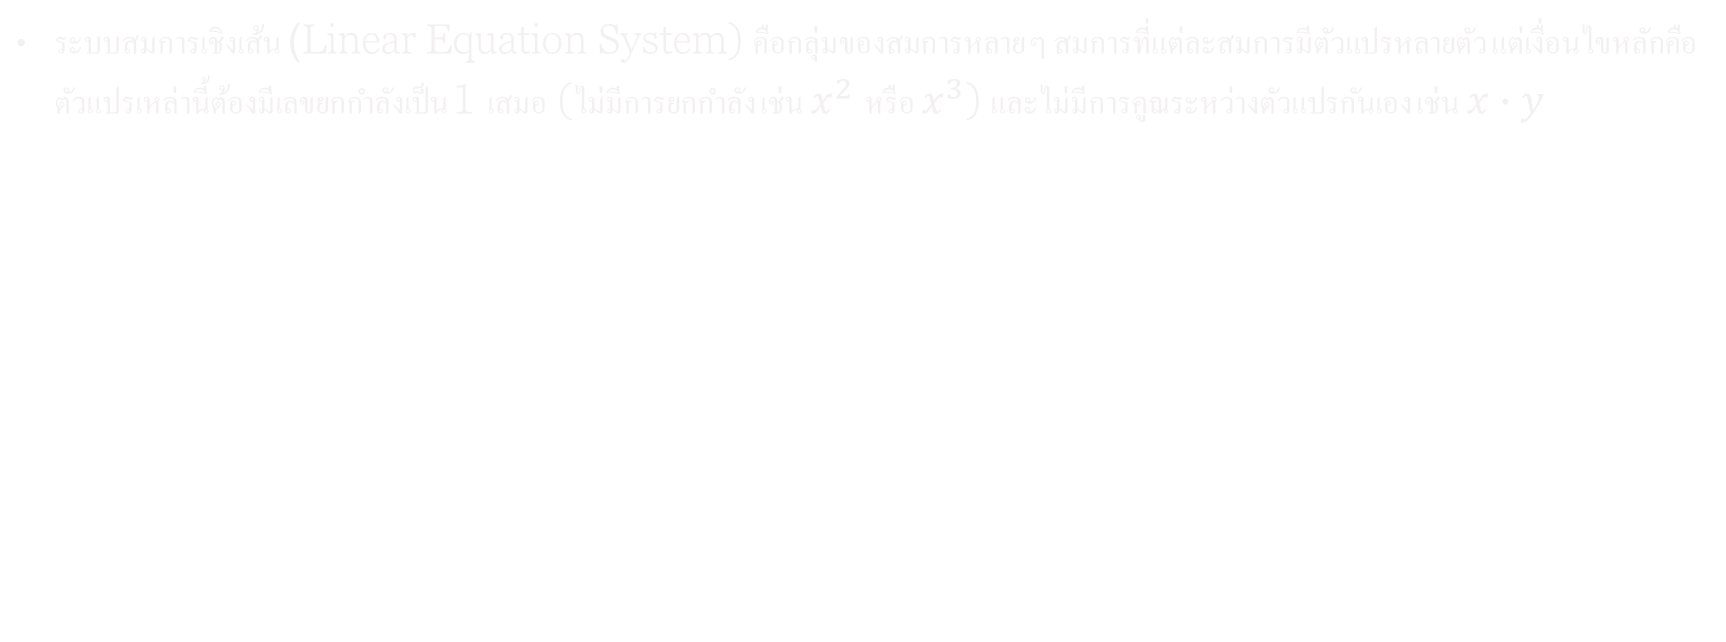 • ระบบสมการเชิงเส้น (Linear Equation System) คือกลุ่มของสมการหลายๆ สมการที่แต่ละสมการมีตัวแปรหลายตัว แต่เงื่อนไขหลักคือ
ตัวแปรเหล่านี้ต้องมีเลขยกกำลังเป็น 1 เสมอ (ไม่มีการยกกำลัง เช่น x² หรือ x³) และไม่มีการคูณระหว่างตัวแปรกันเอง เช่น x · y